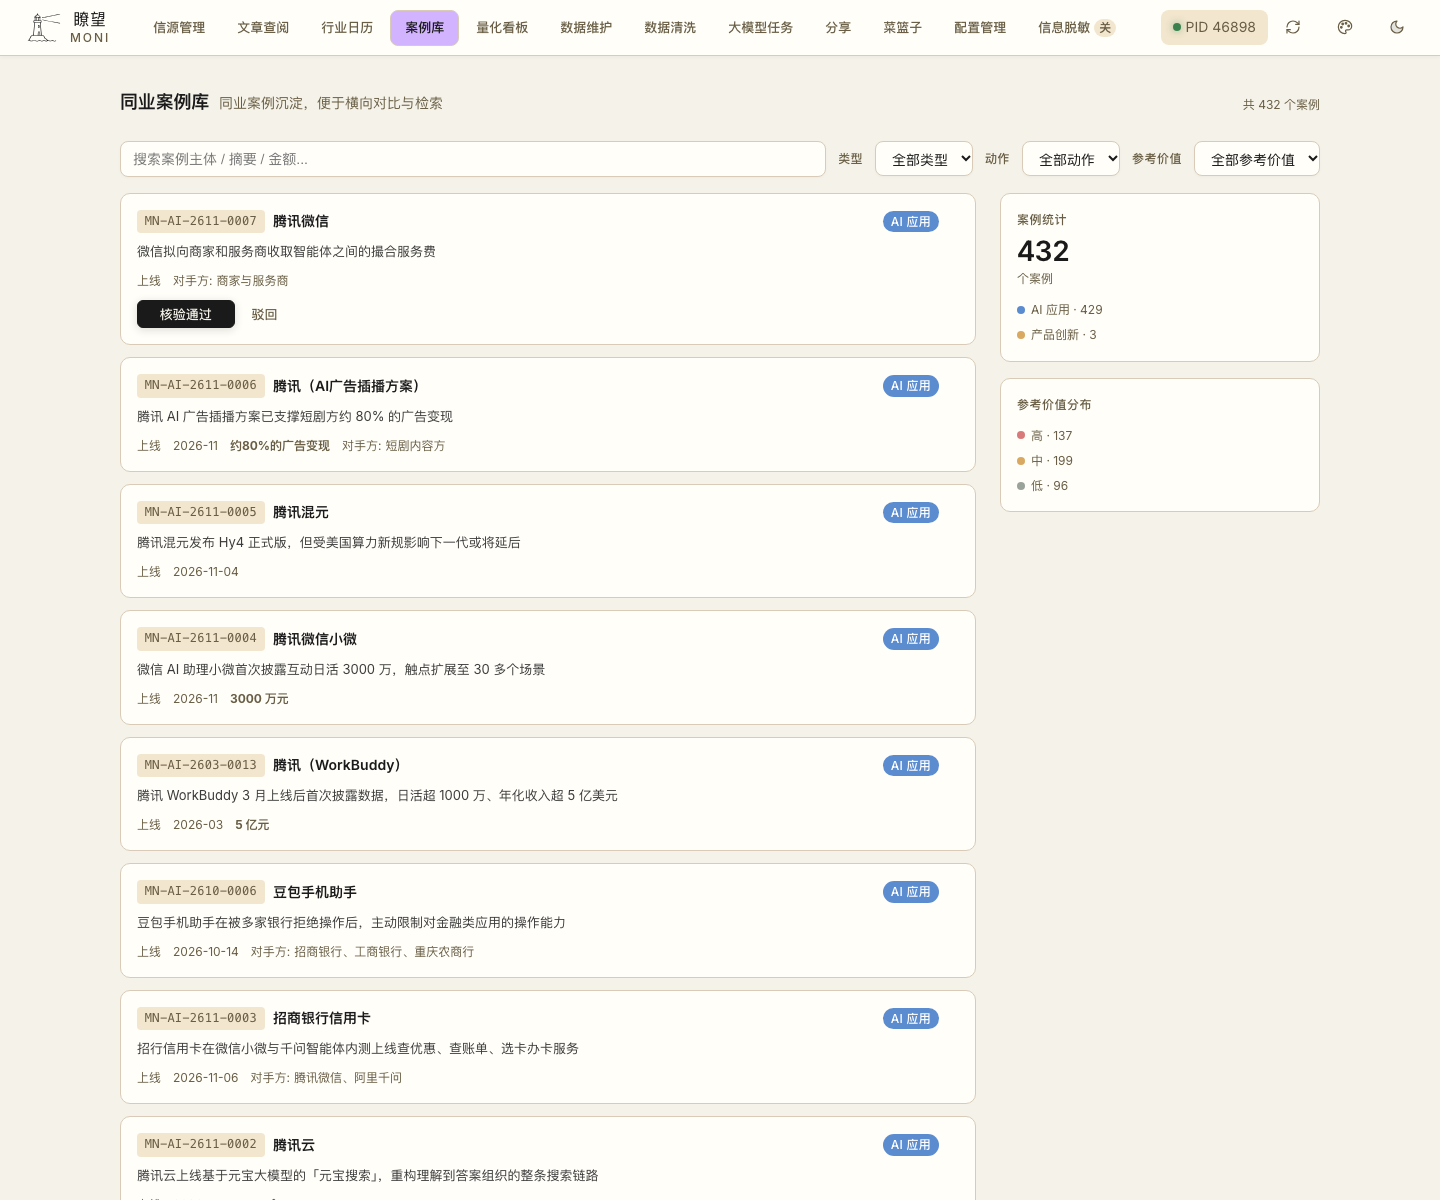 瞭望
MONI
信源管理 文章查阅 行业日历 案例库 量化看板 数据维护 数据清洗 大模型任务 分享 菜篮子 配置管理 信息脱敏 关
PID 46898
同业案例库 同业案例沉淀，便于横向对比与检索
共 432 个案例
搜索案例主体 / 摘要 / 金额... 类型 全部类型 动作 全部动作 参考价值 全部参考价值
MN-AI-2611-0007 腾讯微信 AI 应用
微信拟向商家和服务商收取智能体之间的撮合服务费
上线 对手方: 商家与服务商
核验通过 驳回
MN-AI-2611-0006 腾讯（AI广告插播方案） AI 应用
腾讯 AI 广告插播方案已支撑短剧方约 80% 的广告变现
上线 2026-11 约80%的广告变现 对手方: 短剧内容方
MN-AI-2611-0005 腾讯混元 AI 应用
腾讯混元发布 Hy4 正式版，但受美国算力新规影响下一代或将延后
上线 2026-11-04
MN-AI-2611-0004 腾讯微信小微 AI 应用
微信 AI 助理小微首次披露互动日活 3000 万，触点扩展至 30 多个场景
上线 2026-11 3000 万元
MN-AI-2603-0013 腾讯（WorkBuddy） AI 应用
腾讯 WorkBuddy 3 月上线后首次披露数据，日活超 1000 万、年化收入超 5 亿美元
上线 2026-03 5 亿元
MN-AI-2610-0006 豆包手机助手 AI 应用
豆包手机助手在被多家银行拒绝操作后，主动限制对金融类应用的操作能力
上线 2026-10-14 对手方: 招商银行、工商银行、重庆农商行
MN-AI-2611-0003 招商银行信用卡 AI 应用
招行信用卡在微信小微与千问智能体内测上线查优惠、查账单、选卡办卡服务
上线 2026-11-06 对手方: 腾讯微信、阿里千问
MN-AI-2611-0002 腾讯云 AI 应用
腾讯云上线基于元宝大模型的「元宝搜索」，重构理解到答案组织的整条搜索链路
案例统计
432
个案例
AI 应用 · 429
产品创新 · 3
参考价值分布
高 · 137
中 · 199
低 · 96